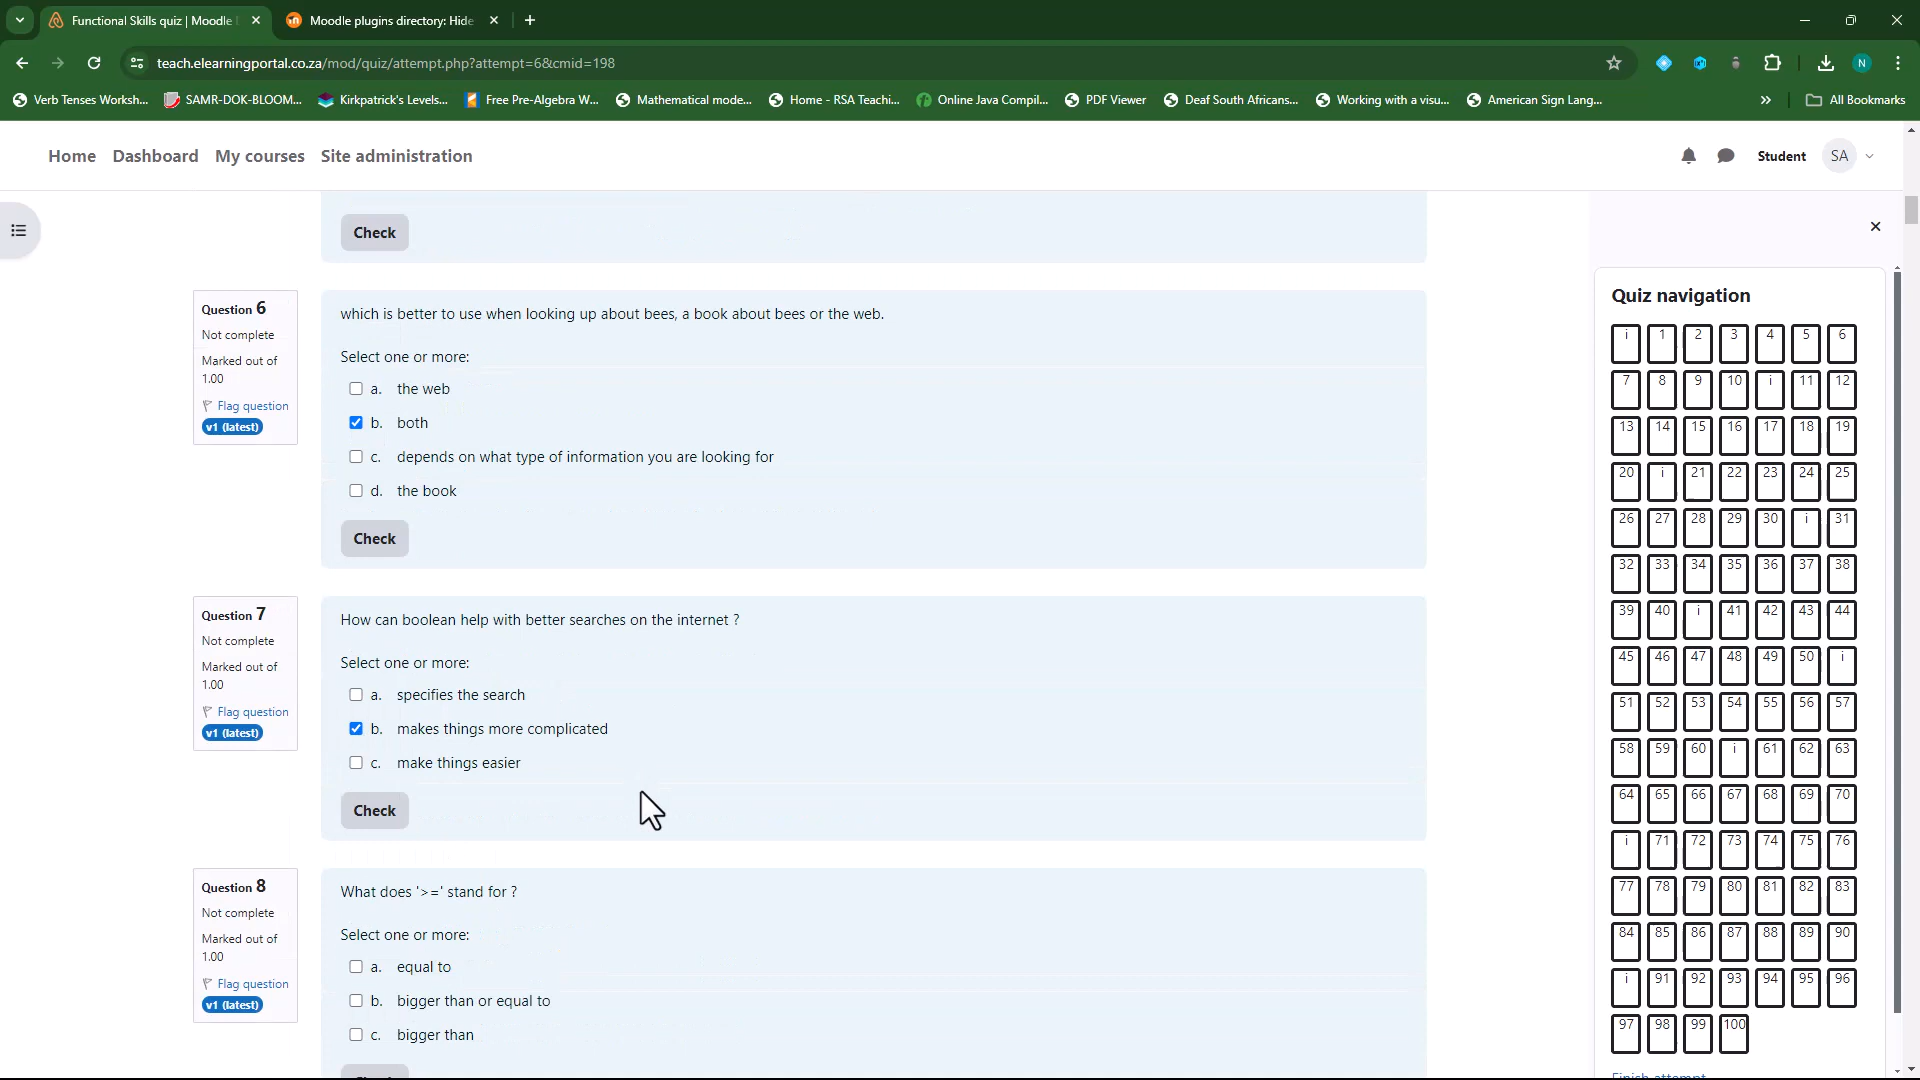 Functional Skills quiz | Moodle
Moodle plugins directory: Hide
teach.elearningportal.co.za/mod/quiz/attempt.php?attempt=6&cmid=198
N
Verb Tenses Worksh...
SAMR-DOK-BLOOM...
Kirkpatrick's Levels...
Free Pre-Algebra W...
Mathematical mode...
Home - RSA Teachi...
Online Java Compil...
PDF Viewer
Deaf South Africans...
Working with a visu...
American Sign Lang...
All Bookmarks
Home Dashboard My courses Site administration
Student SA
Check
Question 6
Not complete
Marked out of
1.00
Flag question
v1 (latest)
which is better to use when looking up about bees, a book about bees or the web.
Select one or more:
a. the web
b. both
c. depends on what type of information you are looking for
d. the book
Check
Question 7
Not complete
Marked out of
1.00
Flag question
v1 (latest)
How can boolean help with better searches on the internet ?
Select one or more:
a. specifies the search
b. makes things more complicated
c. make things easier
Check
Question 8
Not complete
Marked out of
1.00
Flag question
v1 (latest)
What does '>=' stand for ?
Select one or more:
a. equal to
b. bigger than or equal to
c. bigger than
Check
Quiz navigation
i 1 2 3 4 5 6
7 8 9 10 i 11 12
13 14 15 16 17 18 19
20 i 21 22 23 24 25
26 27 28 29 30 i 31
32 33 34 35 36 37 38
39 40 i 41 42 43 44
45 46 47 48 49 50 i
51 52 53 54 55 56 57
58 59 60 i 61 62 63
64 65 66 67 68 69 70
i 71 72 73 74 75 76
77 78 79 80 81 82 83
84 85 86 87 88 89 90
i 91 92 93 94 95 96
97 98 99 100
Finish attempt